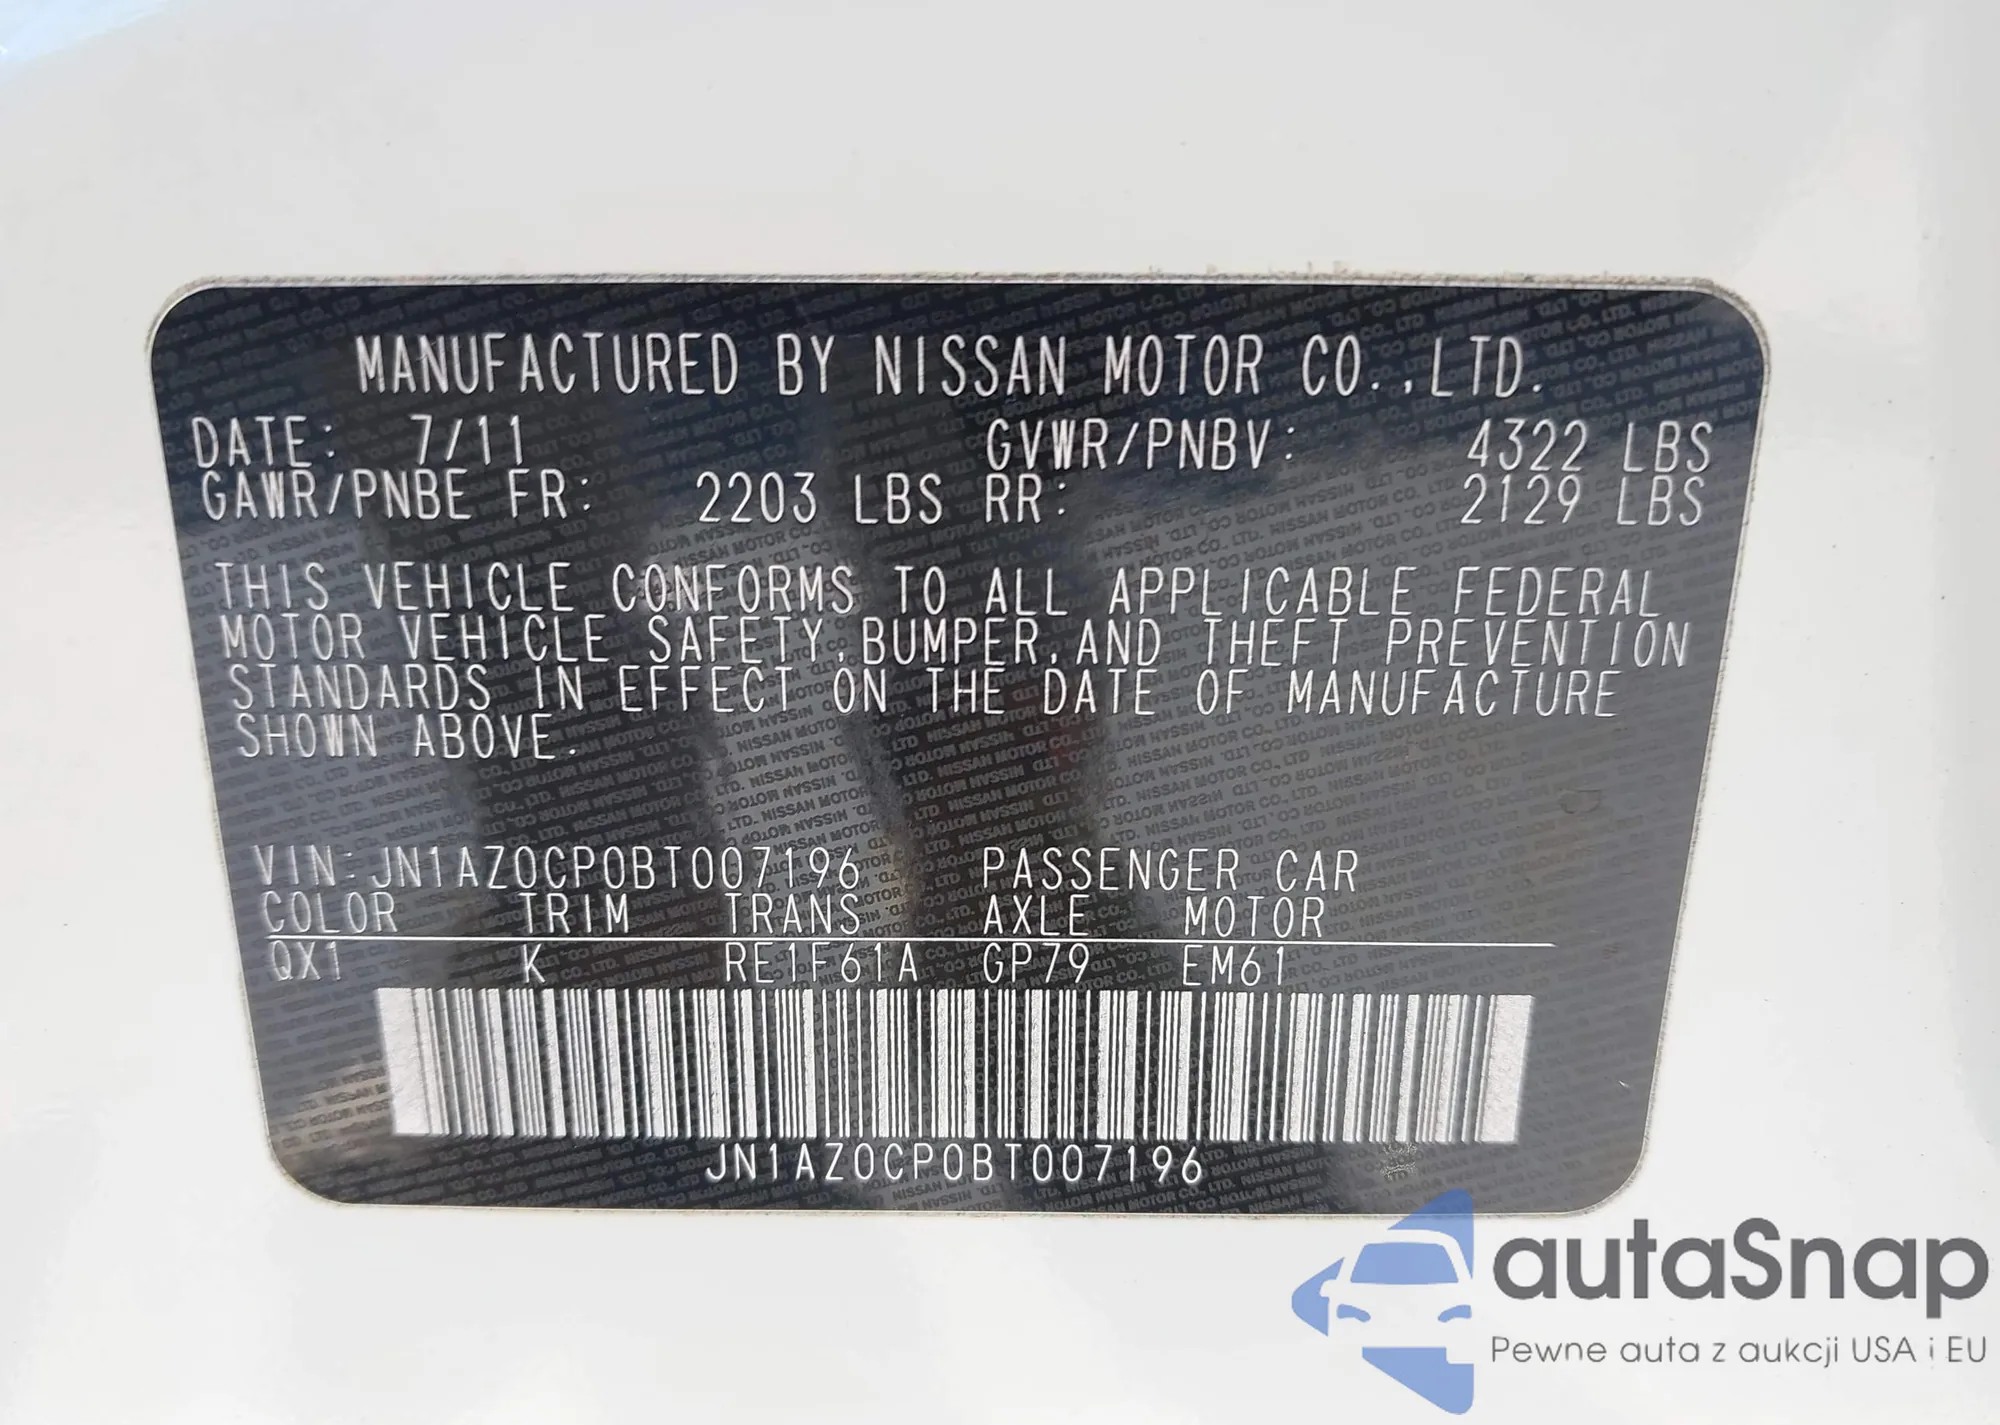 MANUFACTURED BY NISSAN MOTOR CO.,LTD.
DATE: 7/11 GVWR/PNBV: 4322 LBS
GAWR/PNBE FR: 2203 LBS RR: 2129 LBS
THIS VEHICLE CONFORMS TO ALL APPLICABLE FEDERAL
MOTOR VEHICLE SAFETY,BUMPER,AND THEFT PREVENTION
STANDARDS IN EFFECT ON THE DATE OF MANUFACTURE
SHOWN ABOVE.
VIN:JN1AZ0CP0BT007196 PASSENGER CAR
COLOR TRIM TRANS AXLE MOTOR
QX1 K RE1F61A GP79 EM61
JN1AZ0CP0BT007196
autaSnap
Pewne auta z aukcji USA i EU